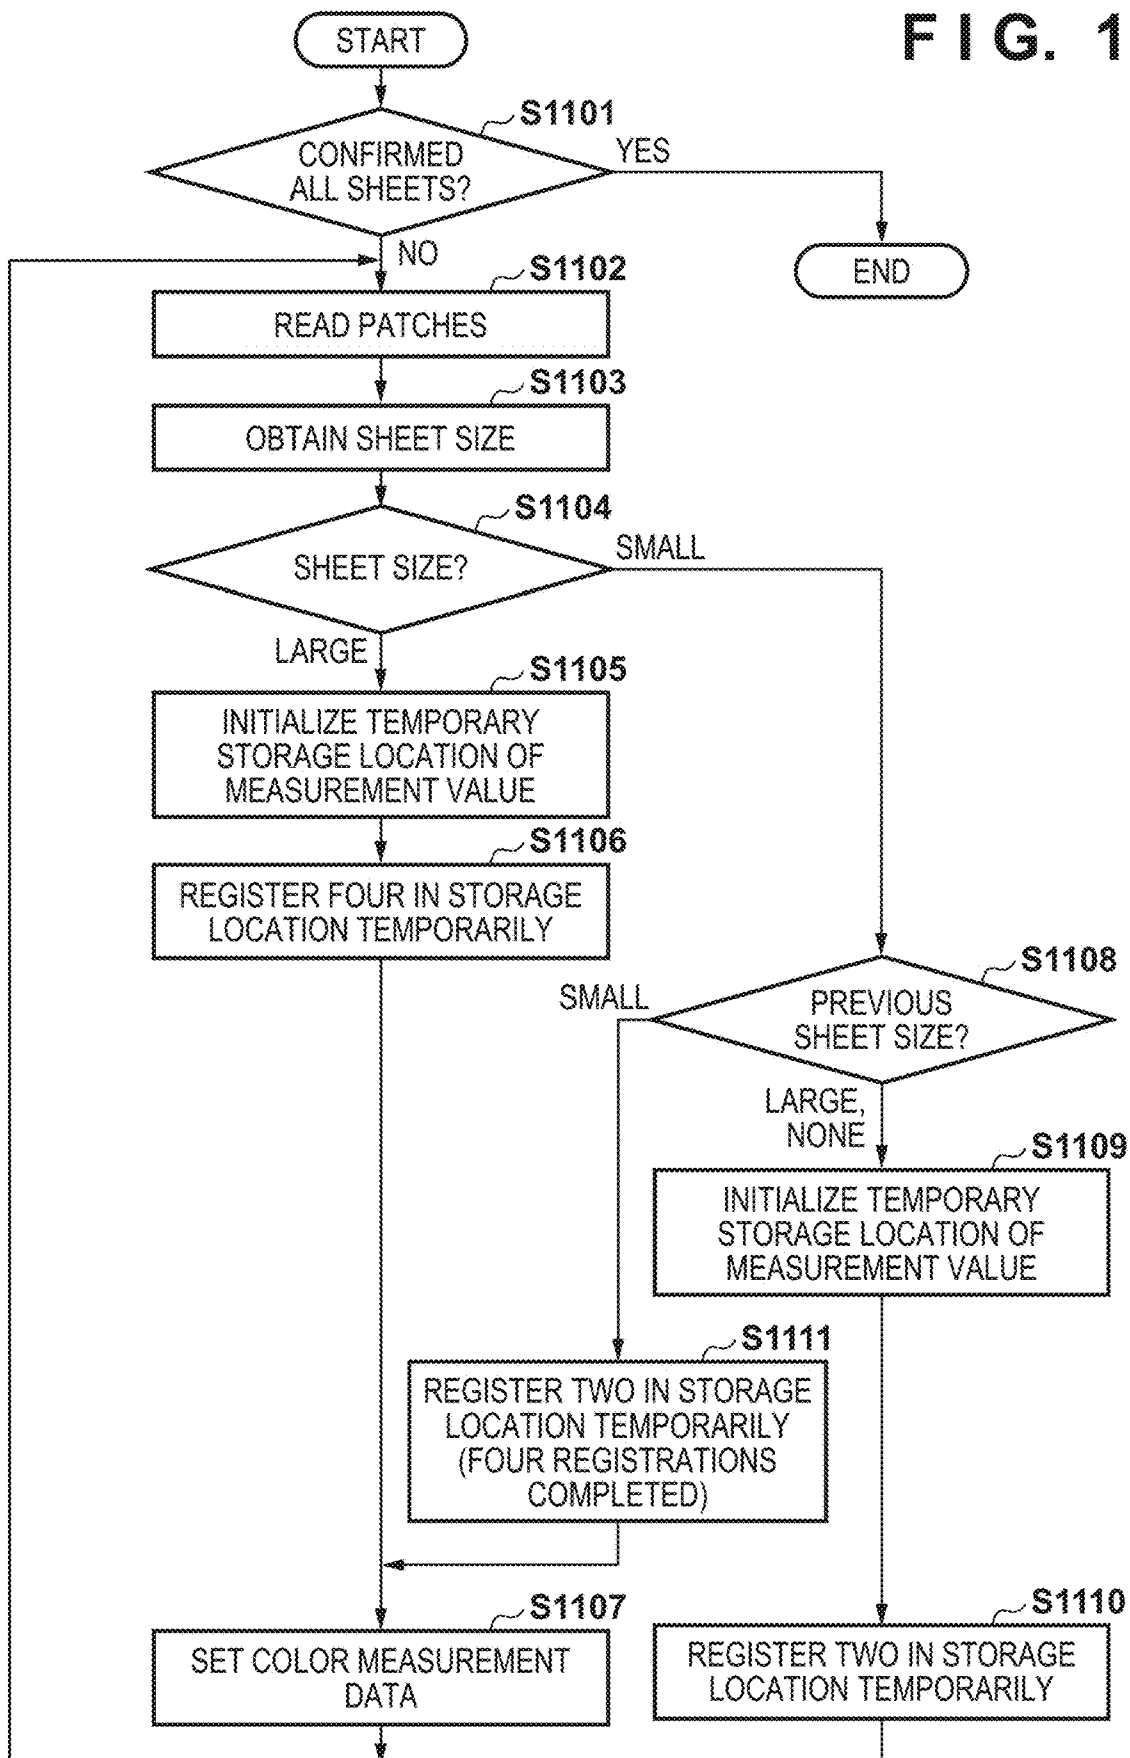 FIG. 1
START
S1101
CONFIRMED
ALL SHEETS?
YES
NO
END
S1102
READ PATCHES
S1103
OBTAIN SHEET SIZE
S1104
SHEET SIZE?
SMALL
LARGE
S1105
INITIALIZE TEMPORARY
STORAGE LOCATION OF
MEASUREMENT VALUE
S1106
REGISTER FOUR IN STORAGE
LOCATION TEMPORARILY
S1108
PREVIOUS
SHEET SIZE?
SMALL
LARGE,
NONE
S1109
INITIALIZE TEMPORARY
STORAGE LOCATION OF
MEASUREMENT VALUE
S1111
REGISTER TWO IN STORAGE
LOCATION TEMPORARILY
(FOUR REGISTRATIONS
COMPLETED)
S1107
SET COLOR MEASUREMENT
DATA
S1110
REGISTER TWO IN STORAGE
LOCATION TEMPORARILY